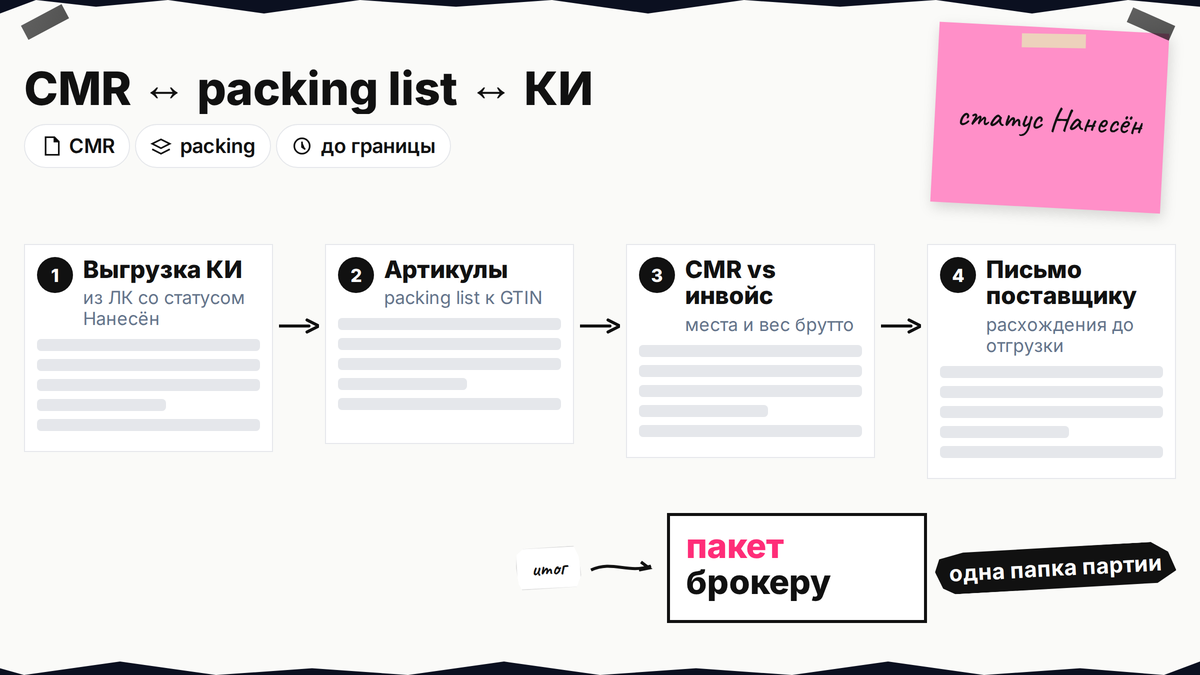 CMR ↔ packing list ↔ КИ
CMR
packing
до границы
статус Нанесён
1
Выгрузка КИ
из ЛК со статусом
Нанесён
2
Артикулы
packing list к GTIN
3
CMR vs
инвойс
места и вес брутто
4
Письмо
поставщику
расхождения до
отгрузки
итог
пакет
брокеру
одна папка партии